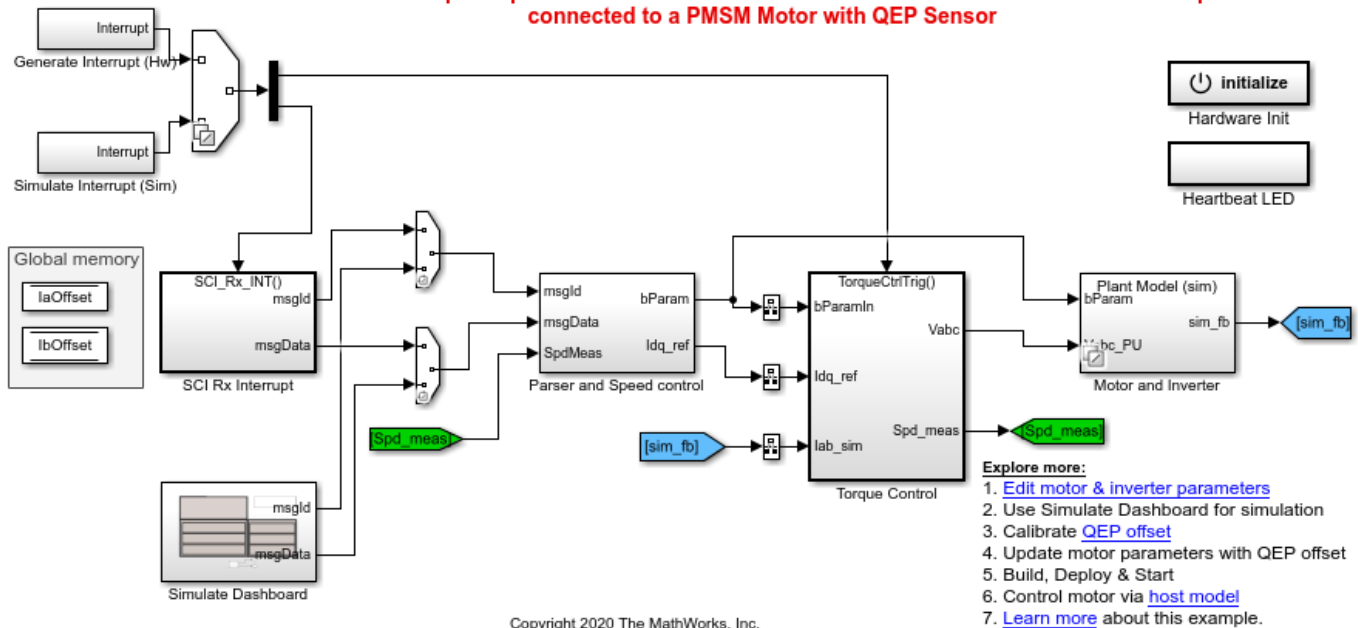 connected to a PMSM Motor with QEP Sensor
Interrupt
Generate Interrupt (Hw)
Interrupt
Simulate Interrupt (Sim)
initialize
Hardware Init
Heartbeat LED
Global memory
IaOffset
IbOffset
SCI_Rx_INT()
msgId
msgData
SCI Rx Interrupt
msgId
msgData
SpdMeas
bParam
Idq_ref
Parser and Speed control
[Spd_meas]
[sim_fb]
TorqueCtrlTrig()
bParamIn
Idq_ref
Iab_sim
Vabc
Spd_meas
Torque Control
Plant Model (sim)
bParam
Vabc_PU
sim_fb
Motor and Inverter
[sim_fb]
[Spd_meas]
msgId
msgData
Simulate Dashboard
Explore more:
1. Edit motor & inverter parameters
2. Use Simulate Dashboard for simulation
3. Calibrate QEP offset
4. Update motor parameters with QEP offset
5. Build, Deploy & Start
6. Control motor via host model
7. Learn more about this example.
Copyright 2020 The MathWorks, Inc.